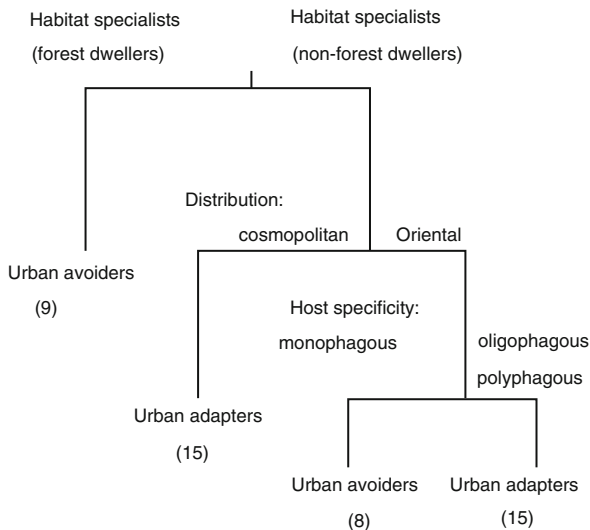 Habitat specialists
(forest dwellers)
Habitat specialists
(non-forest dwellers)
Distribution:
cosmopolitan
Oriental
Urban avoiders
(9)
Host specificity:
monophagous
oligophagous
polyphagous
Urban adapters
(15)
Urban avoiders
(8)
Urban adapters
(15)